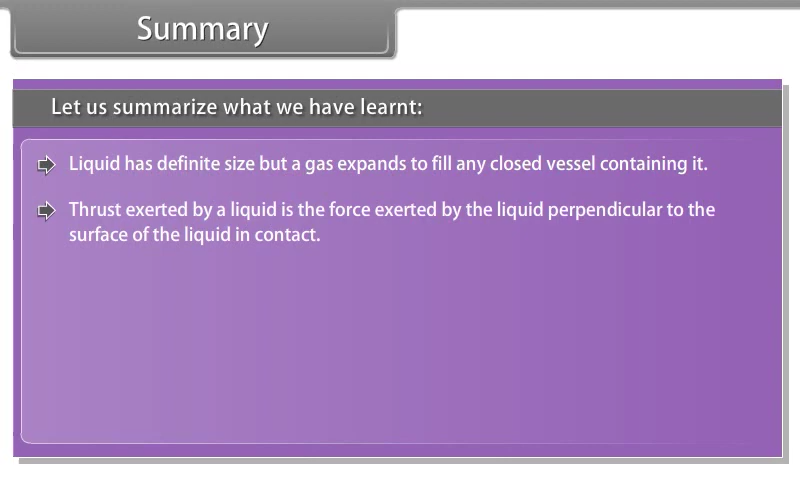 Summary
Let us summarize what we have learnt:
Liquid has definite size but a gas expands to fill any closed vessel containing it.
Thrust exerted by a liquid is the force exerted by the liquid perpendicular to the
surface of the liquid in contact.